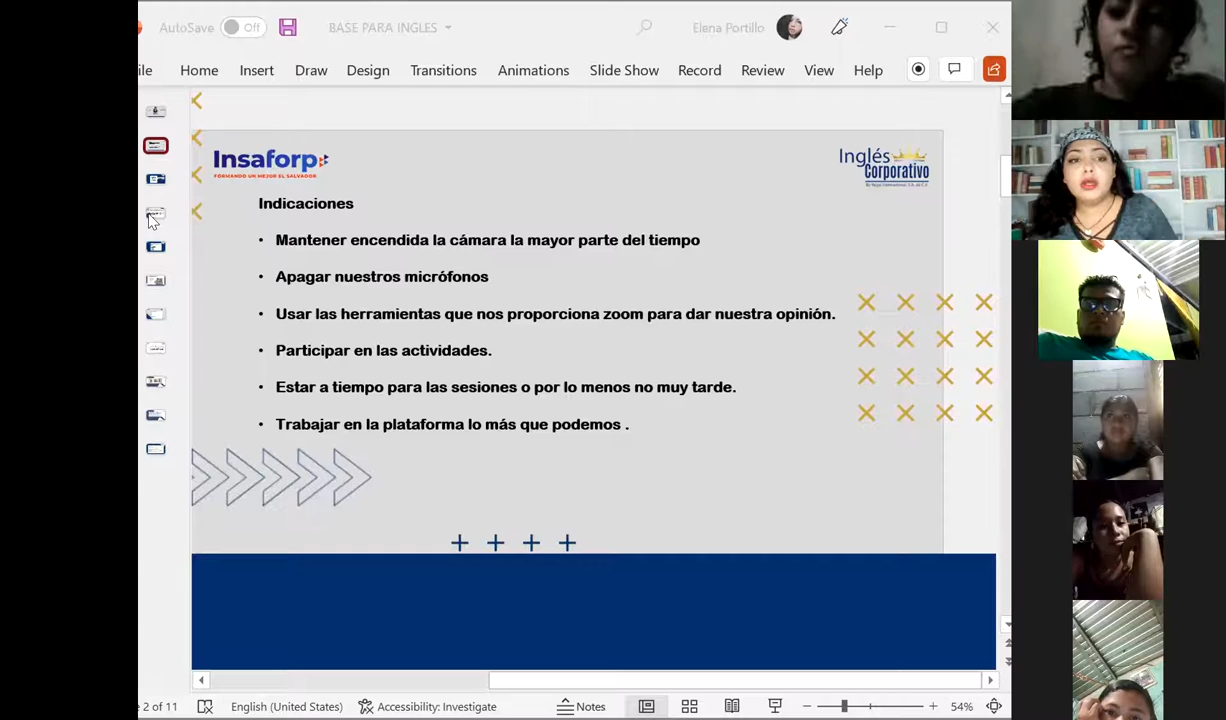 AutoSave Off BASE PARA INGLES Elena Portillo
ile Home Insert Draw Design Transitions Animations Slide Show Record Review View Help
Insaforp
FORMANDO UN MEJOR EL SALVADOR
Inglés
Corporativo
Indicaciones
• Mantener encendida la cámara la mayor parte del tiempo
• Apagar nuestros micrófonos
• Usar las herramientas que nos proporciona zoom para dar nuestra opinión.
• Participar en las actividades.
• Estar a tiempo para las sesiones o por lo menos no muy tarde.
• Trabajar en la plataforma lo más que podemos .
e 2 of 11 English (United States) Accessibility: Investigate Notes 54%